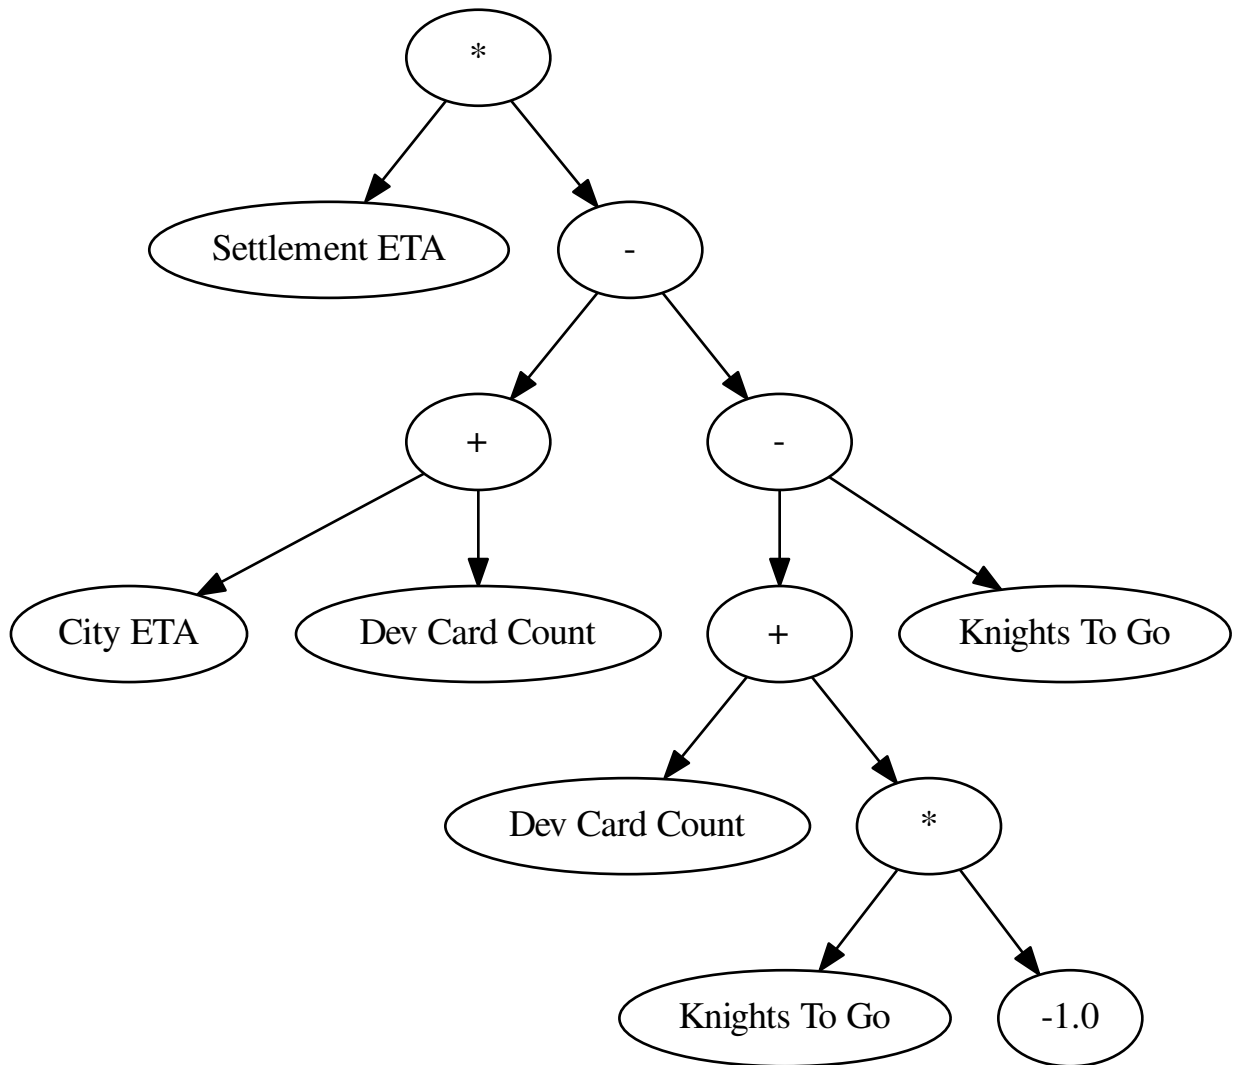 *
Settlement ETA
-
+
-
City ETA
Dev Card Count
+
Knights To Go
Dev Card Count
*
Knights To Go
-1.0